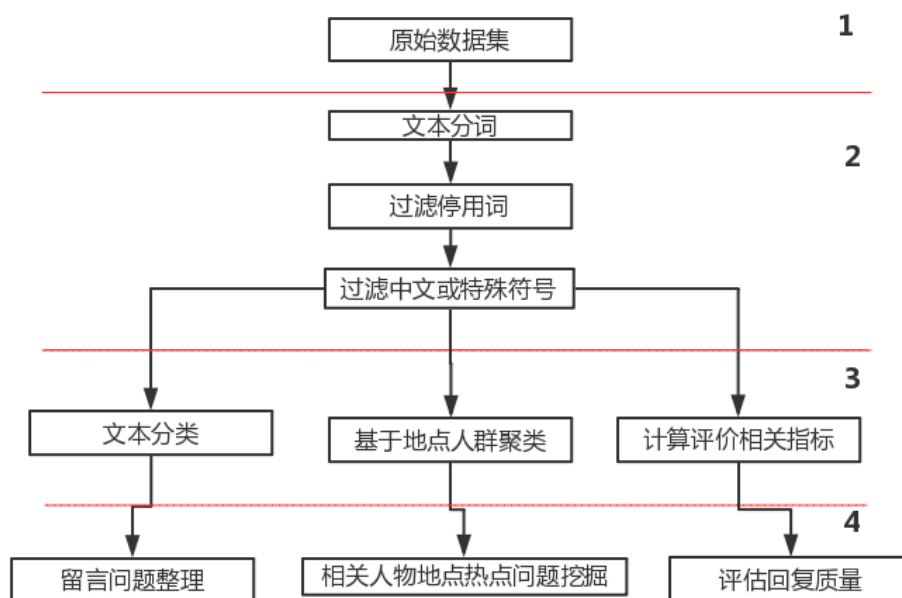 1
原始数据集
文本分词
2
过滤停用词
过滤中文或特殊符号
3
文本分类
基于地点人群聚类
计算评价相关指标
4
留言问题整理
相关人物地点热点问题挖掘
评估回复质量